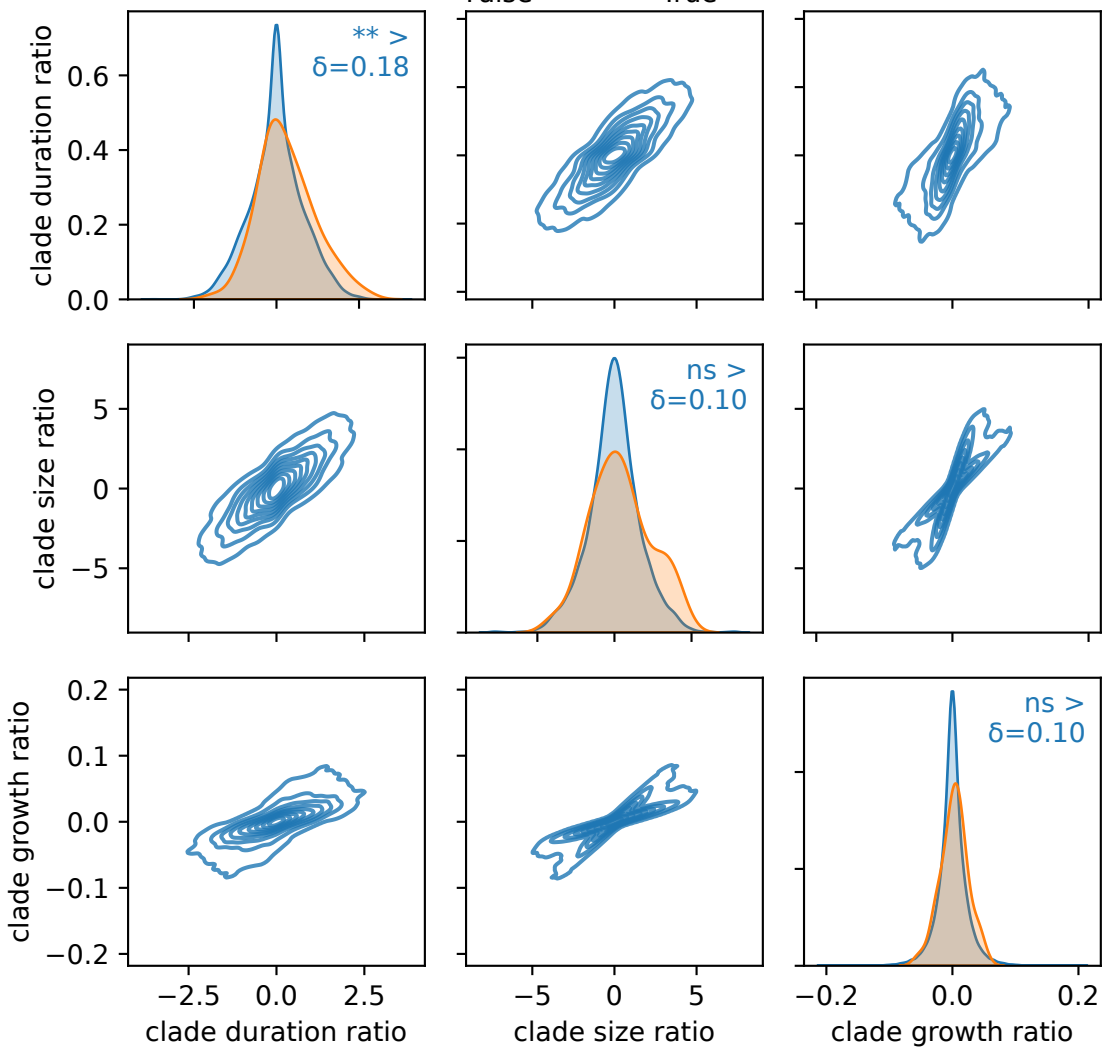 False True
clade duration ratio
0.6
0.4
0.2
0.0
** >
δ=0.18
clade size ratio
5
0
−5
ns >
δ=0.10
clade growth ratio
0.2
0.1
0.0
−0.1
−0.2
ns >
δ=0.10
−2.5 0.0 2.5
−5 0 5
−0.2 0.0 0.2
clade duration ratio
clade size ratio
clade growth ratio